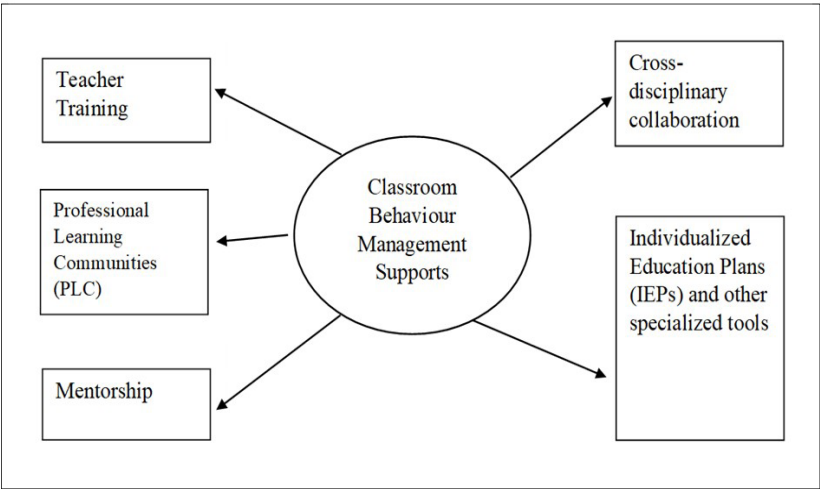 Teacher
Training
Professional
Learning
Communities
(PLC)
Mentorship
Classroom
Behaviour
Management
Supports
Cross-
disciplinary
collaboration
Individualized
Education Plans
(IEPs) and other
specialized tools